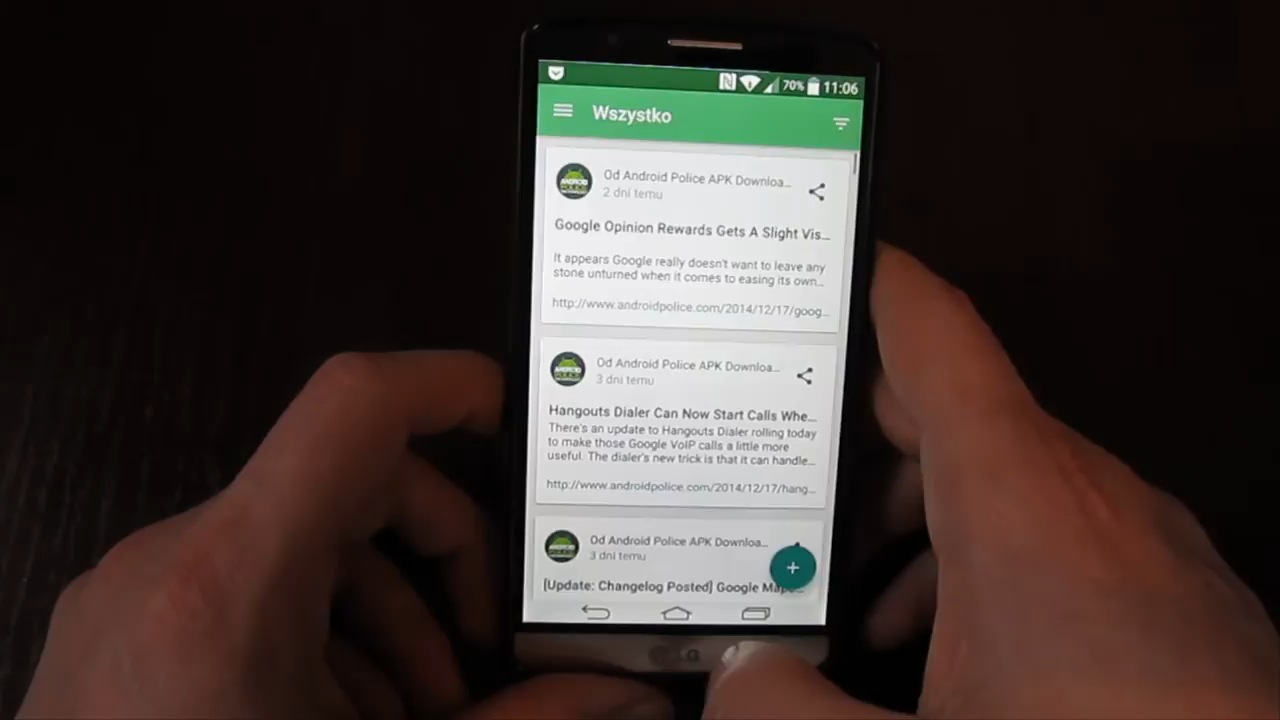 70% 11:06
Wszystko
Od Android Police APK Downloa...
2 dni temu
Google Opinion Rewards Gets A Slight Vis...
It appears Google really doesn't want to leave any
stone unturned when it comes to easing its own...
http://www.androidpolice.com/2014/12/17/goog...
Od Android Police APK Downloa...
3 dni temu
Hangouts Dialer Can Now Start Calls Whe...
There's an update to Hangouts Dialer rolling today
to make those Google VoIP calls a little more
useful. The dialer's new trick is that it can handle...
http://www.androidpolice.com/2014/12/17/hang...
Od Android Police APK Downloa...
3 dni temu
[Update: Changelog Posted] Google Maps...
LG